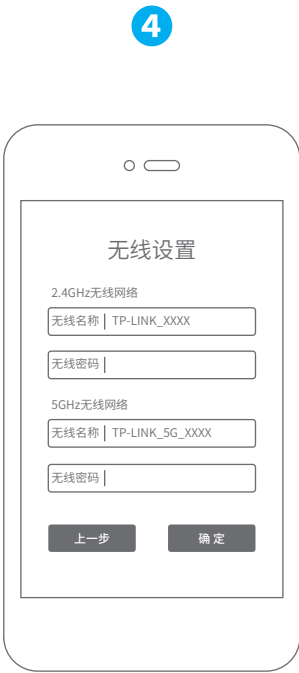 4
无线设置
2.4GHz无线网络
无线名称 TP-LINK_XXXX
无线密码
5GHz无线网络
无线名称 TP-LINK_5G_XXXX
无线密码
上一步 确定